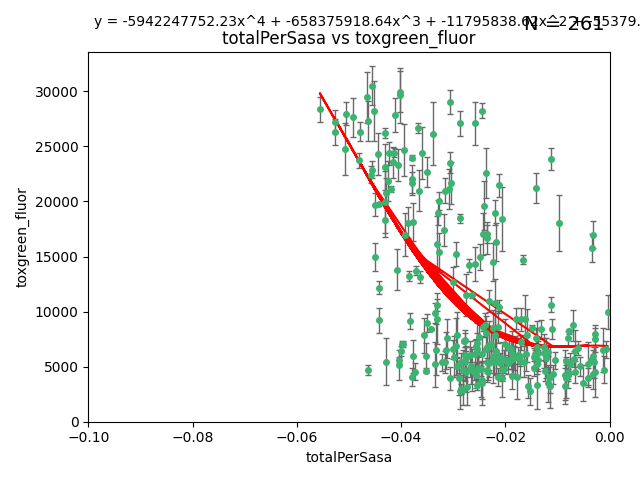 y = -5942247752.23x^4 + -658375918.64x^3 + -11795838.
N = 261
totalPerSasa vs toxgreen_fluor
30000
25000
20000
15000
10000
5000
0
toxgreen_fluor
−0.10 −0.08 −0.06 −0.04 −0.02 0.00
totalPerSasa